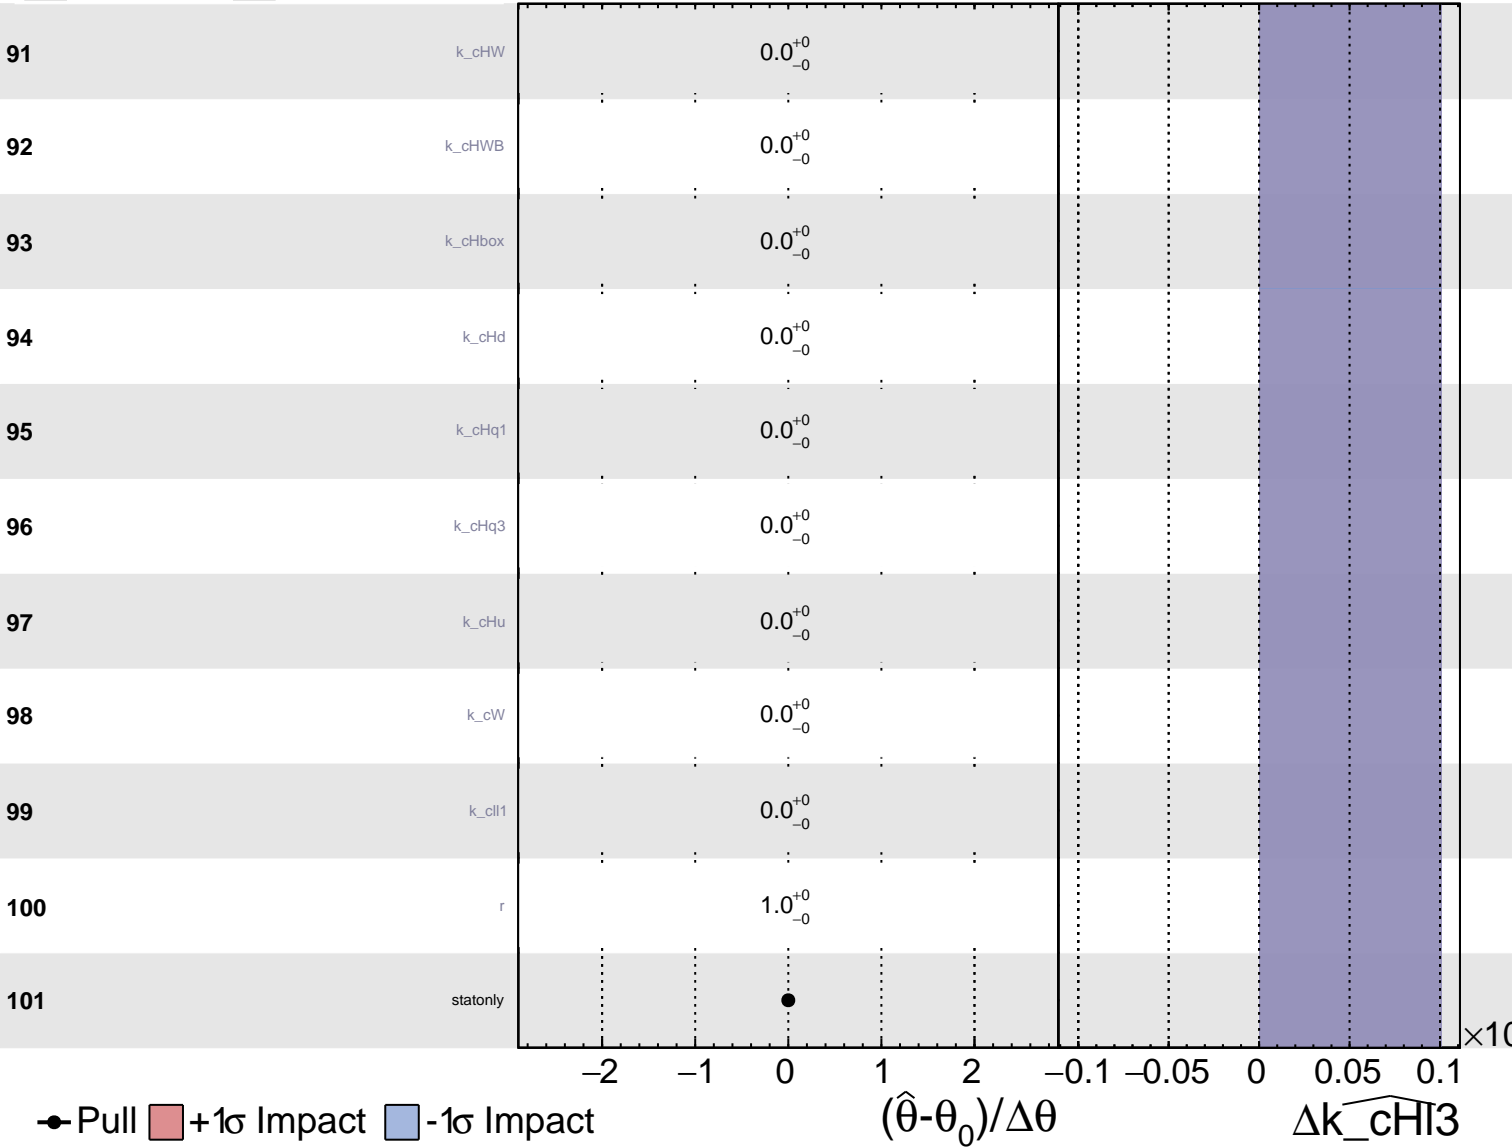 91 k_cHW 0.0 +0 −0
92 k_cHWB 0.0 +0 −0
93 k_cHbox 0.0 +0 −0
94 k_cHd 0.0 +0 −0
95 k_cHq1 0.0 +0 −0
96 k_cHq3 0.0 +0 −0
97 k_cHu 0.0 +0 −0
98 k_cW 0.0 +0 −0
99 k_cll1 0.0 +0 −0
100 r 1.0 +0 −0
101 statonly
×10
−2 −1 0 1 2 −0.1 −0.05 0 0.05 0.1
Pull +1σ Impact -1σ Impact (θ̂-θ₀)/Δθ Δk_cHl3